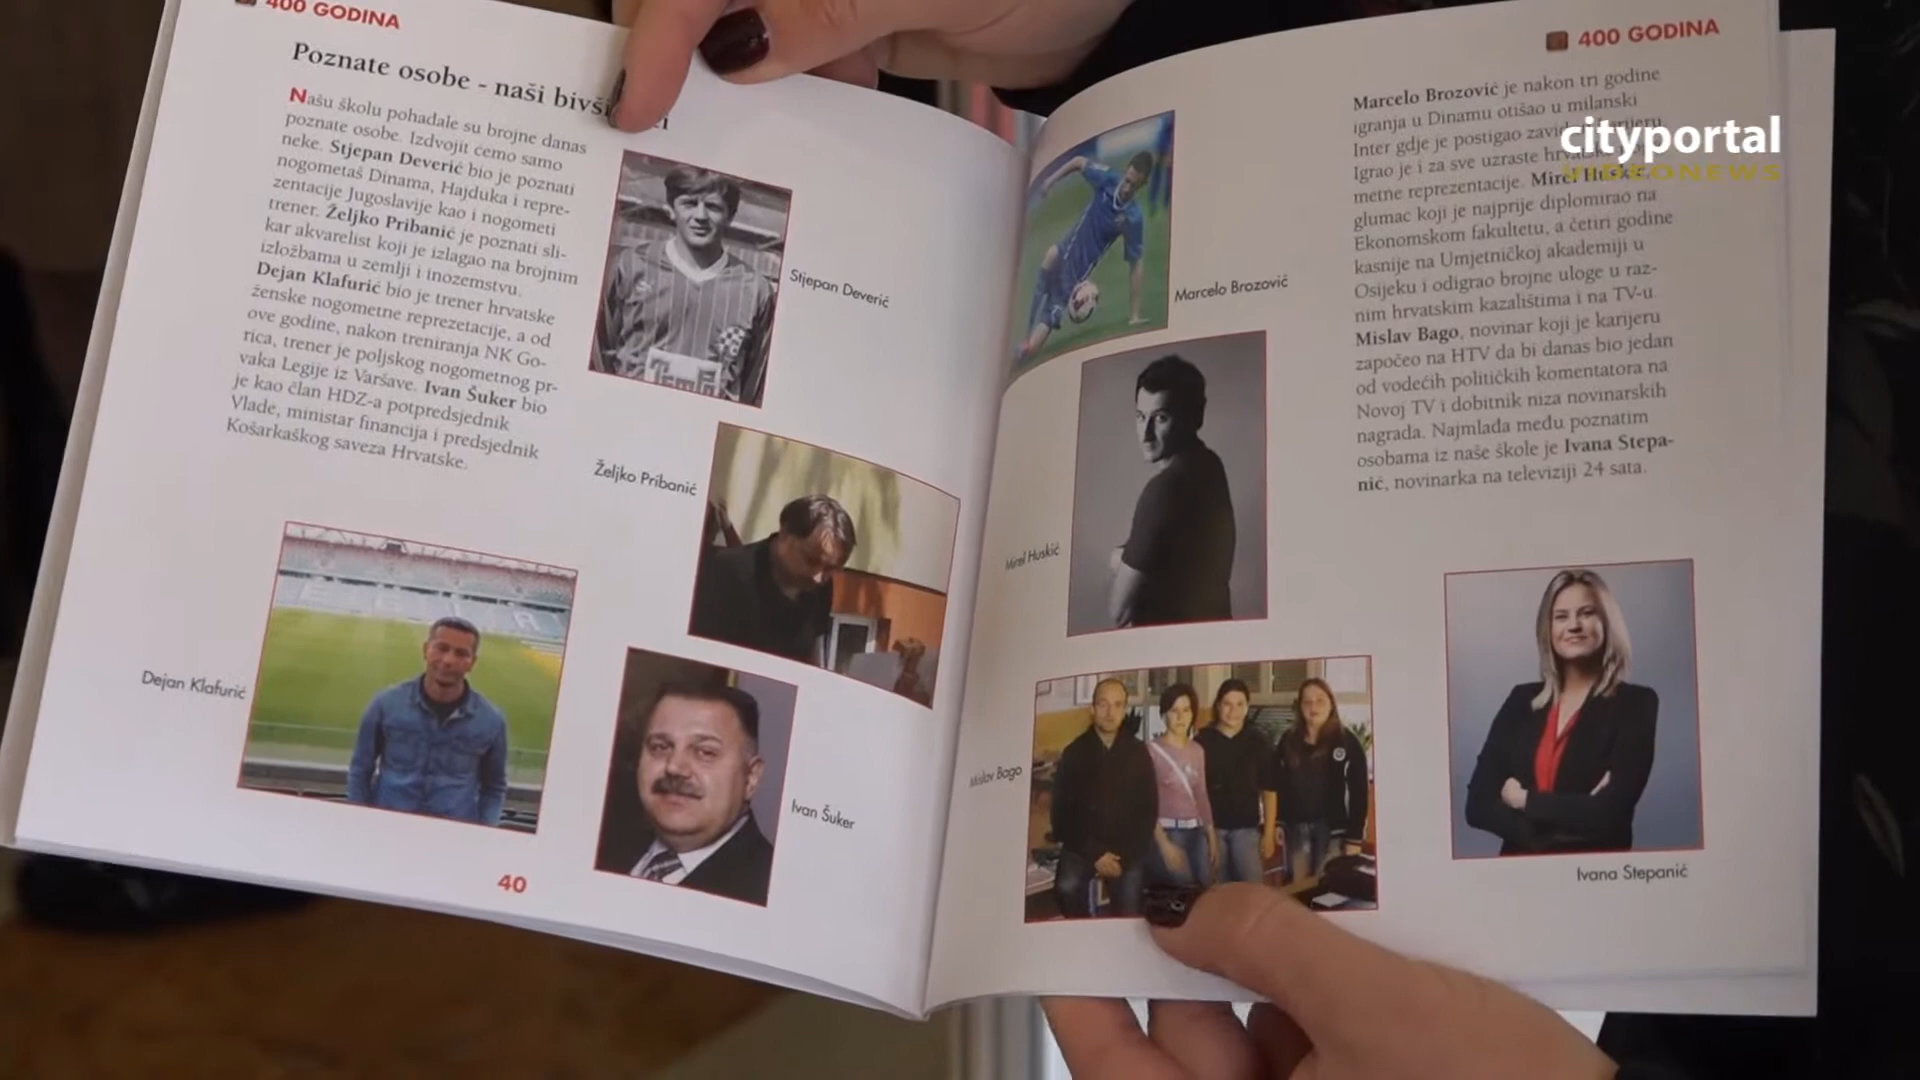 400 GODINA
Poznate osobe - naši bivši
Našu školu pohađale su brojne danas
poznate osobe. Izdvojit ćemo samo
neke. Stjepan Deverić bio je poznati
nogometaš Dinama, Hajduka i repre-
zentacije Jugoslavije kao i nogometi
trener. Željko Pribanić je poznati sli-
kar akvarelist koji je izlagao na brojnim
izložbama u zemlji i inozemstvu.
Dejan Klafurić bio je trener hrvatske
ženske nogometne reprezetacije, a od
ove godine, nakon treniranja NK Go-
rica, trener je poljskog nogometnog pr-
vaka Legije iz Varšave. Ivan Šuker bio
je kao član HDZ-a potpredsjednik
Vlade, ministar financija i predsjednik
Košarkaškog saveza Hrvatske.
Stjepan Deverić
Željko Pribanić
Dejan Klafurić
Ivan Šuker
40
400 GODINA
Marcelo Brozović je nakon tri godine
igranja u Dinamu otišao u milanski
Inter gdje je postigao
Igrao je i za sve uzraste
metne reprezentacije. Mirel Huskić
glumac koji je najprije diplomirao na
Ekonomskom fakultetu, a četiri godine
kasnije na Umjetničkoj akademiji u
Osijeku i odigrao brojne uloge u raz-
nim hrvatskim kazalištima i na TV-u
Mislav Bago, novinar koji je karijeru
započeo na HTV da bi danas bio jedan
od vodećih političkih komentatora na
Novoj TV i dobitnik niza novinarskih
nagrada. Najmlađa među poznatim
osobama iz naše škole je Ivana Stepa-
nić, novinarka na televiziji 24 sata.
Marcelo Brozović
Mirel Huskić
Mislav Bago
Ivana Stepanić
cityportal
VIDEONEWS